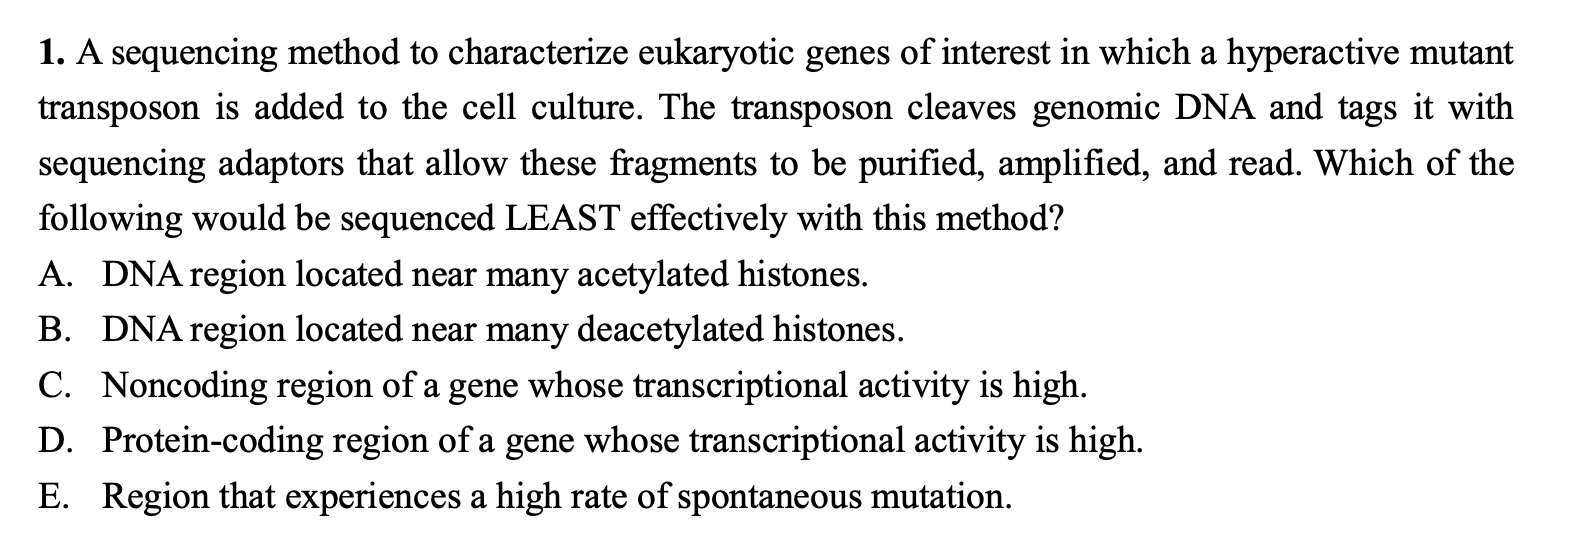 1. A sequencing method to characterize eukaryotic genes of interest in which a hyperactive mutant
transposon is added to the cell culture. The transposon cleaves genomic DNA and tags it with
sequencing adaptors that allow these fragments to be purified, amplified, and read. Which of the
following would be sequenced LEAST effectively with this method?
A. DNA region located near many acetylated histones.
B. DNA region located near many deacetylated histones.
C. Noncoding region of a gene whose transcriptional activity is high.
D. Protein-coding region of a gene whose transcriptional activity is high.
E. Region that experiences a high rate of spontaneous mutation.